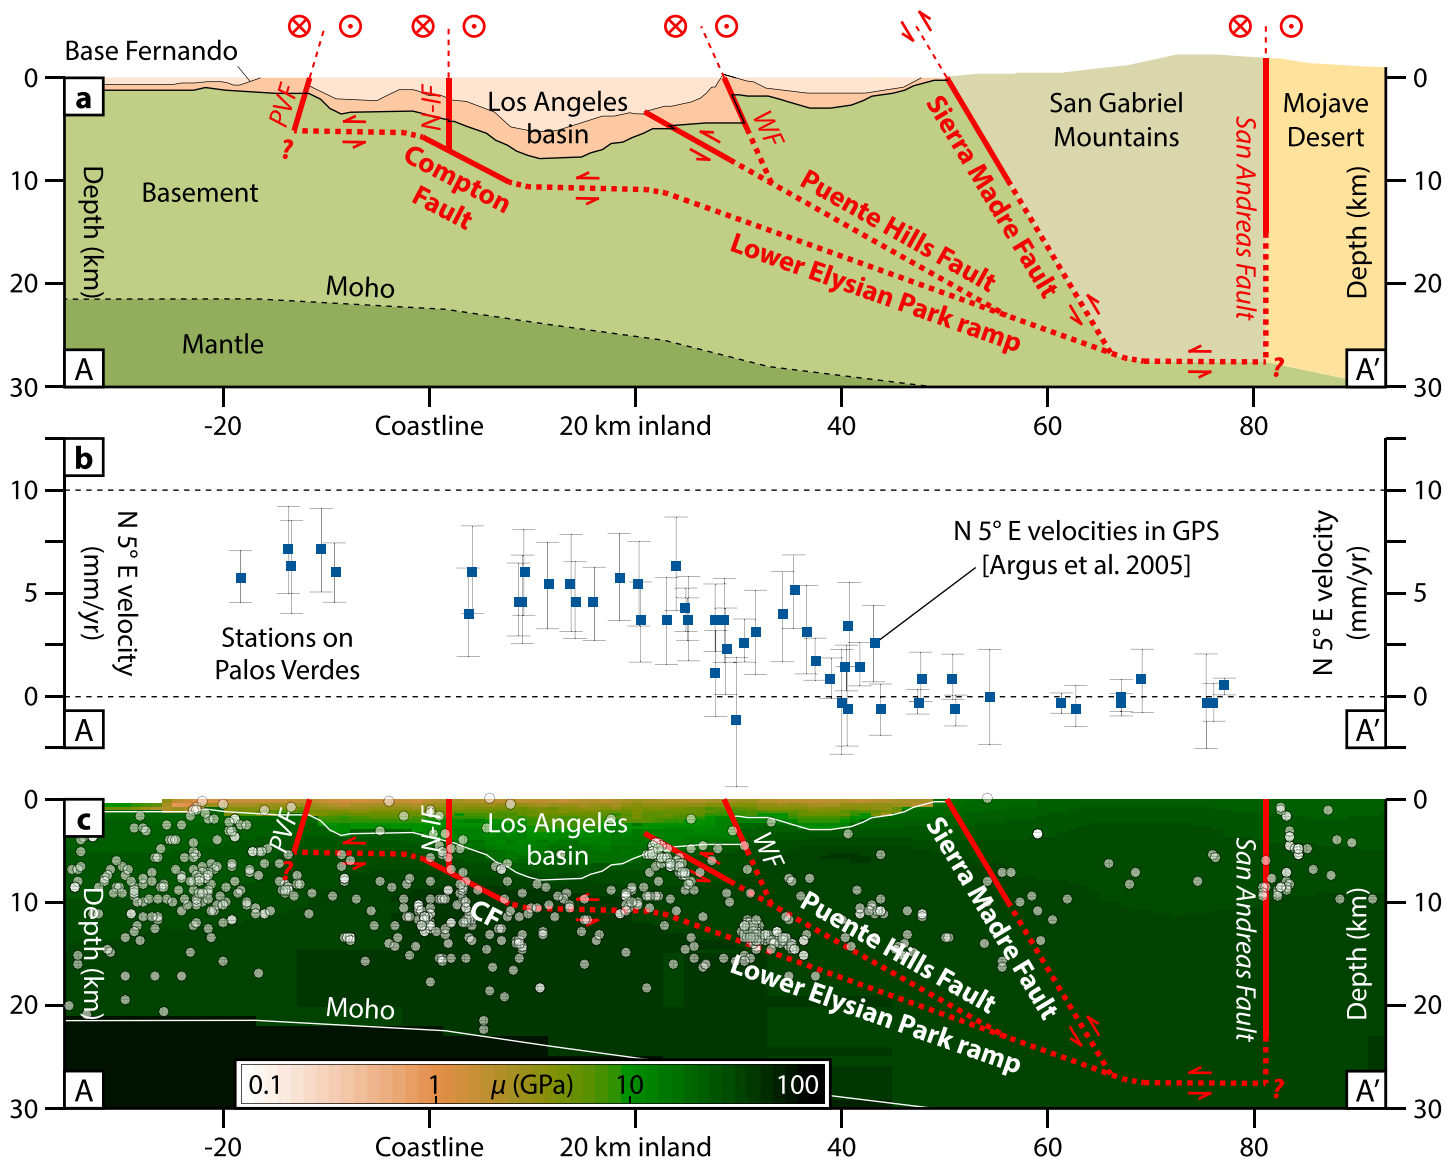 Base Fernando
0
a
PVF
N-IF
Los Angeles
basin
WF
Sierra Madre Fault
San Gabriel
Mountains
San Andreas Fault
Mojave
Desert
0
?
Compton
Fault
10
Depth (km)
Basement
Puente Hills Fault
Lower Elysian Park ramp
10
Depth (km)
20
Moho
20
Mantle
A
A’
?
30
30
-20
Coastline
20 km inland
40
60
80
b
10
10
N 5° E velocity
(mm/yr)
N 5° E velocities in GPS
[Argus et al. 2005]
N 5° E velocity
(mm/yr)
5
5
Stations on
Palos Verdes
0
0
A
A’
0
c
PVF
N-IF
Los Angeles
basin
WF
Sierra Madre Fault
San Andreas Fault
0
?
10
CF
Depth (km)
Puente Hills Fault
Lower Elysian Park ramp
10
Depth (km)
20
Moho
20
0.1
1
μ (GPa)
10
100
A
A’
?
30
30
-20
Coastline
20 km inland
40
60
80